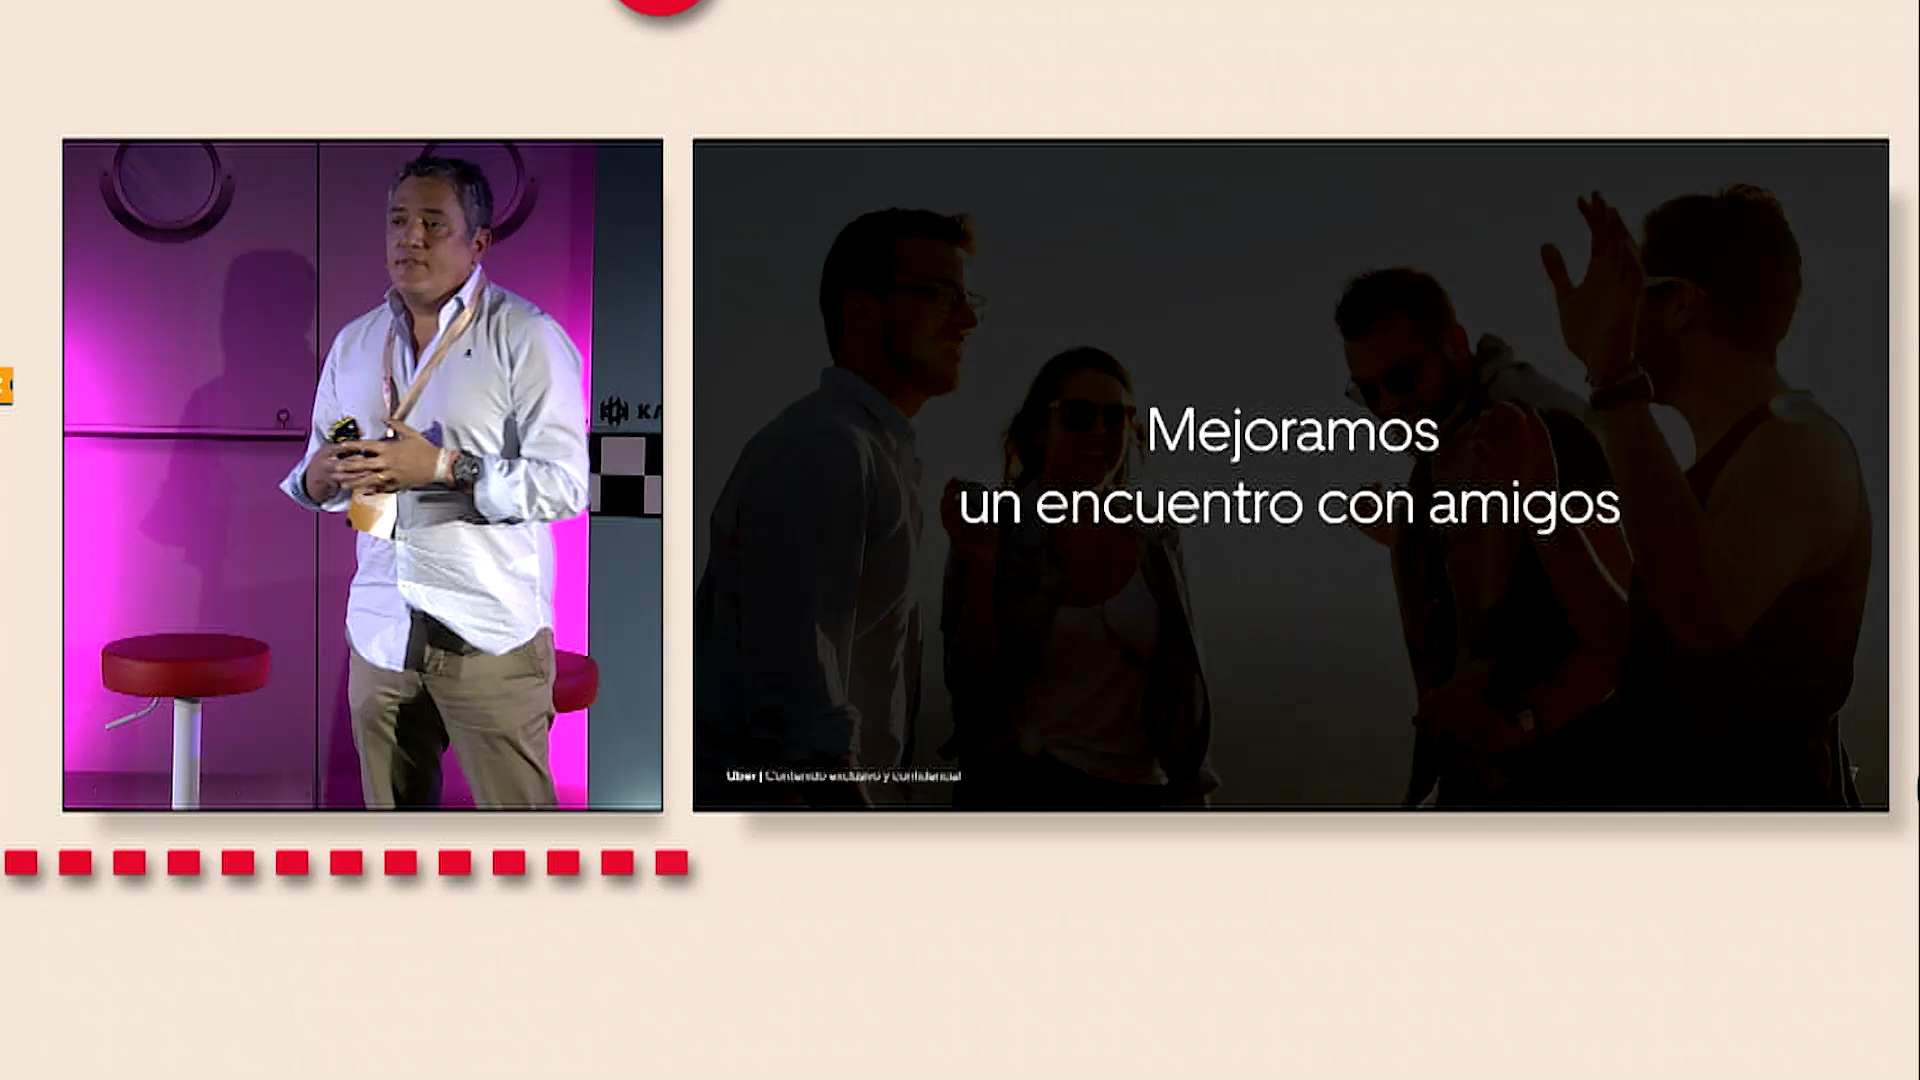 Mejoramos
un encuentro con amigos
Uber | Contenido exclusivo y confidencial